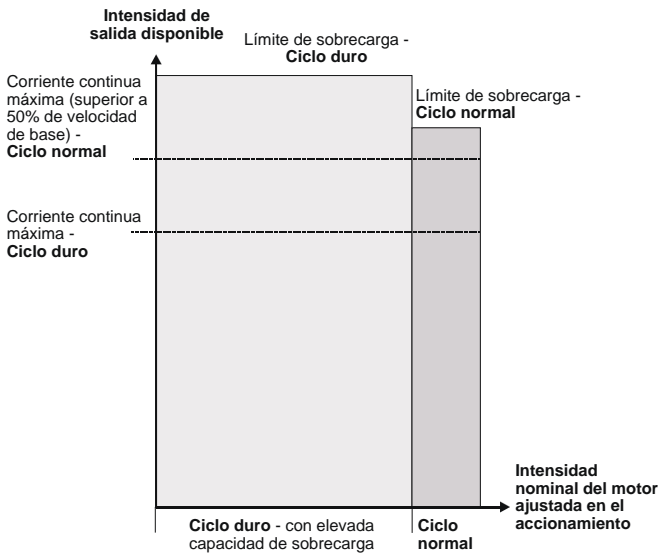 Intensidad de
salida disponible
Límite de sobrecarga -
Ciclo duro
Corriente continua
máxima (superior a
50% de velocidad
de base) -
Ciclo normal
Límite de sobrecarga -
Ciclo normal
Corriente continua
máxima -
Ciclo duro
Intensidad
nominal del motor
ajustada en el
accionamiento
Ciclo duro - con elevada
capacidad de sobrecarga
Ciclo
normal